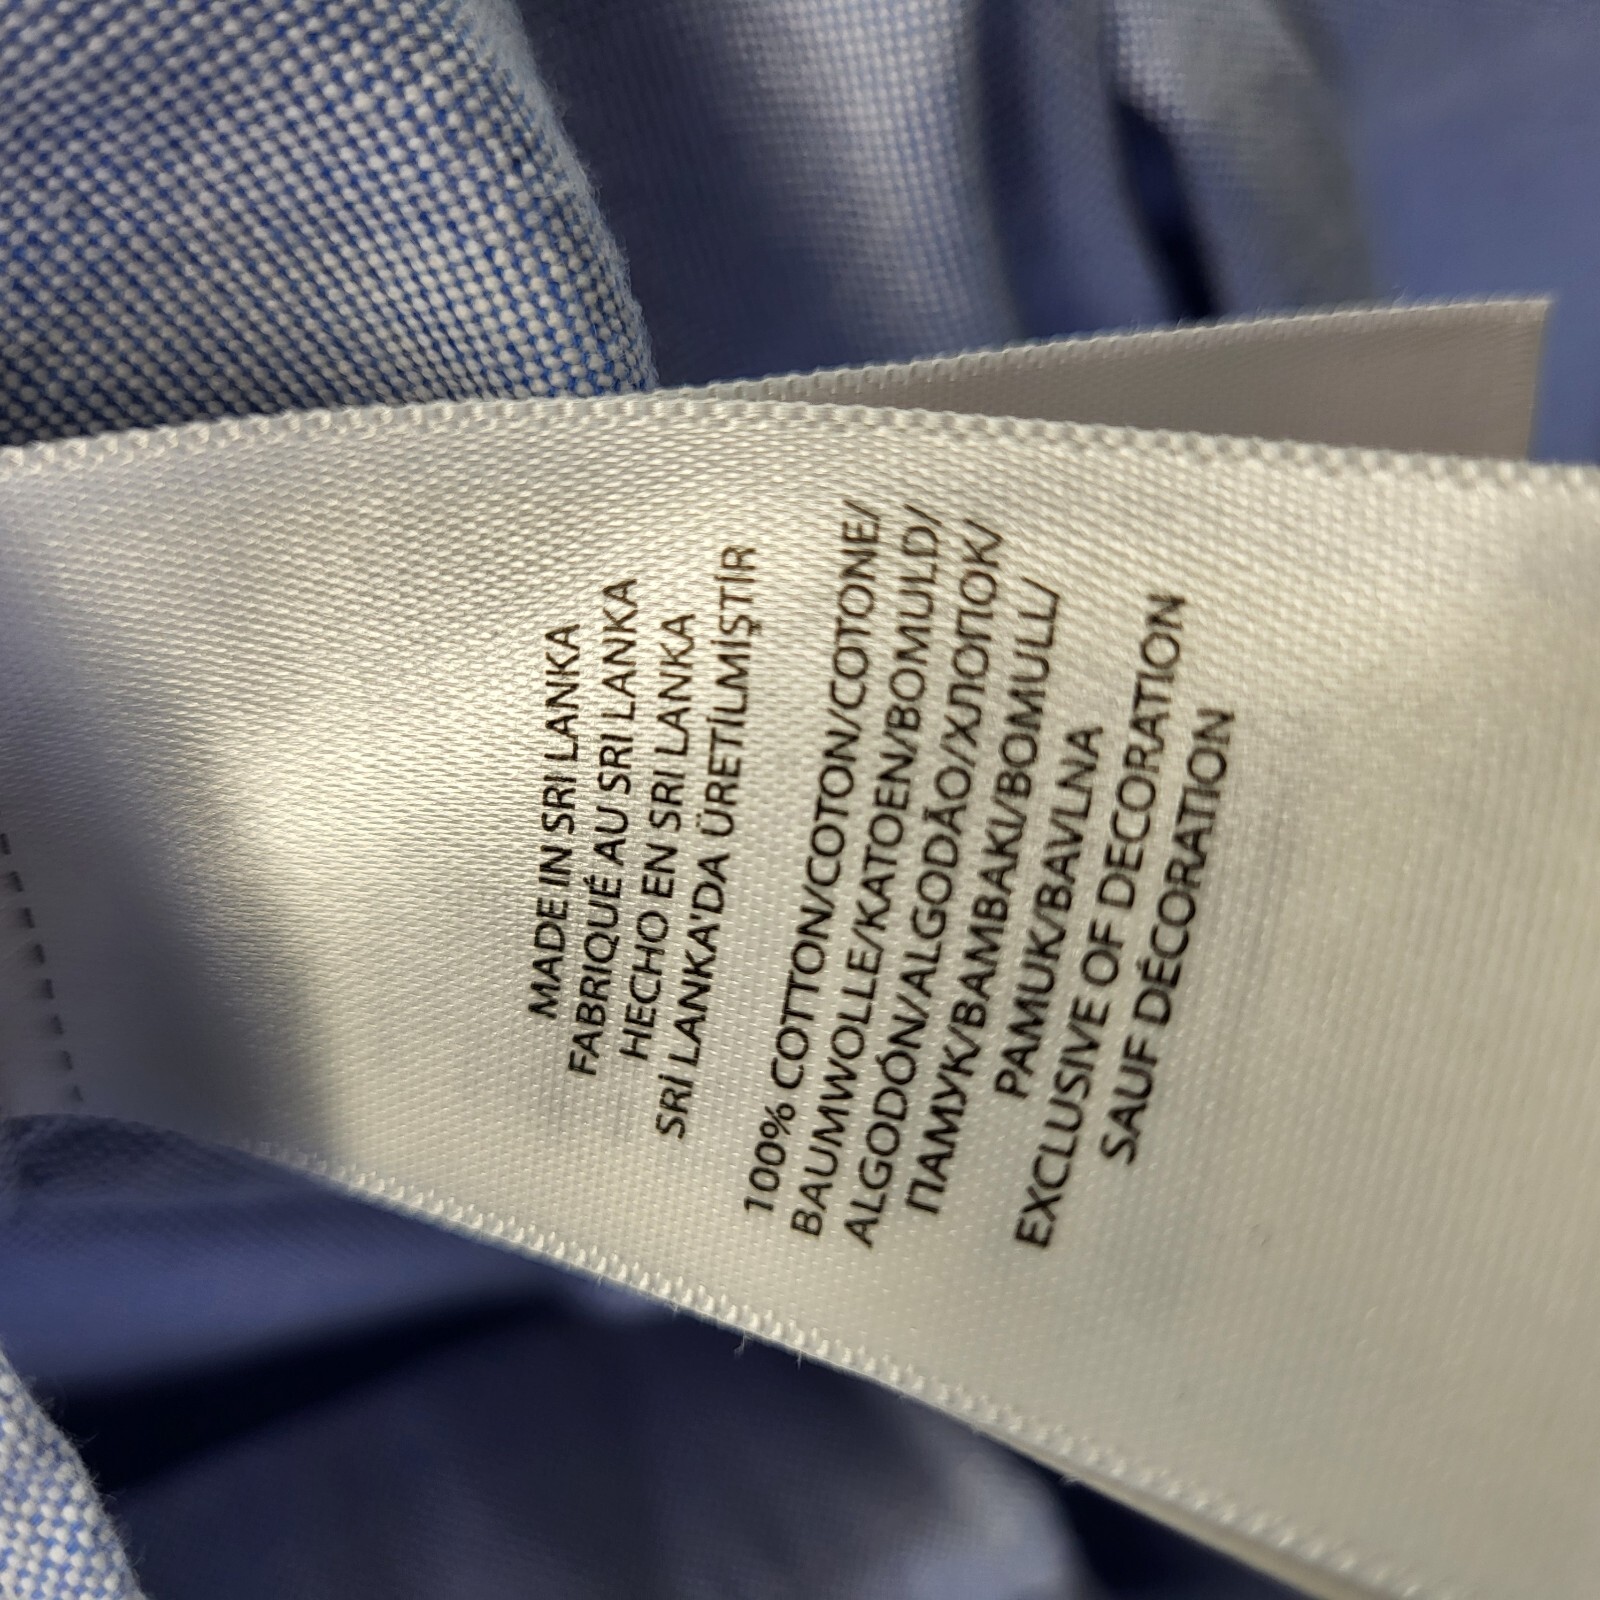 MADE IN SRI LANKA
FABRIQUÉ AU SRI LANKA
HECHO EN SRI LANKA
SRİ LANKA'DA ÜRETİLMİŞTİR
100% COTTON/COTON/COTONE/
BAUMWOLLE/KATOEN/BOMULD/
ALGODÓN/ALGODÃO/ХЛОПОК/
ПАМУК/BAMBAKI/BOMULL/
PAMUK/BAVLNA
EXCLUSIVE OF DECORATION
SAUF DÉCORATION